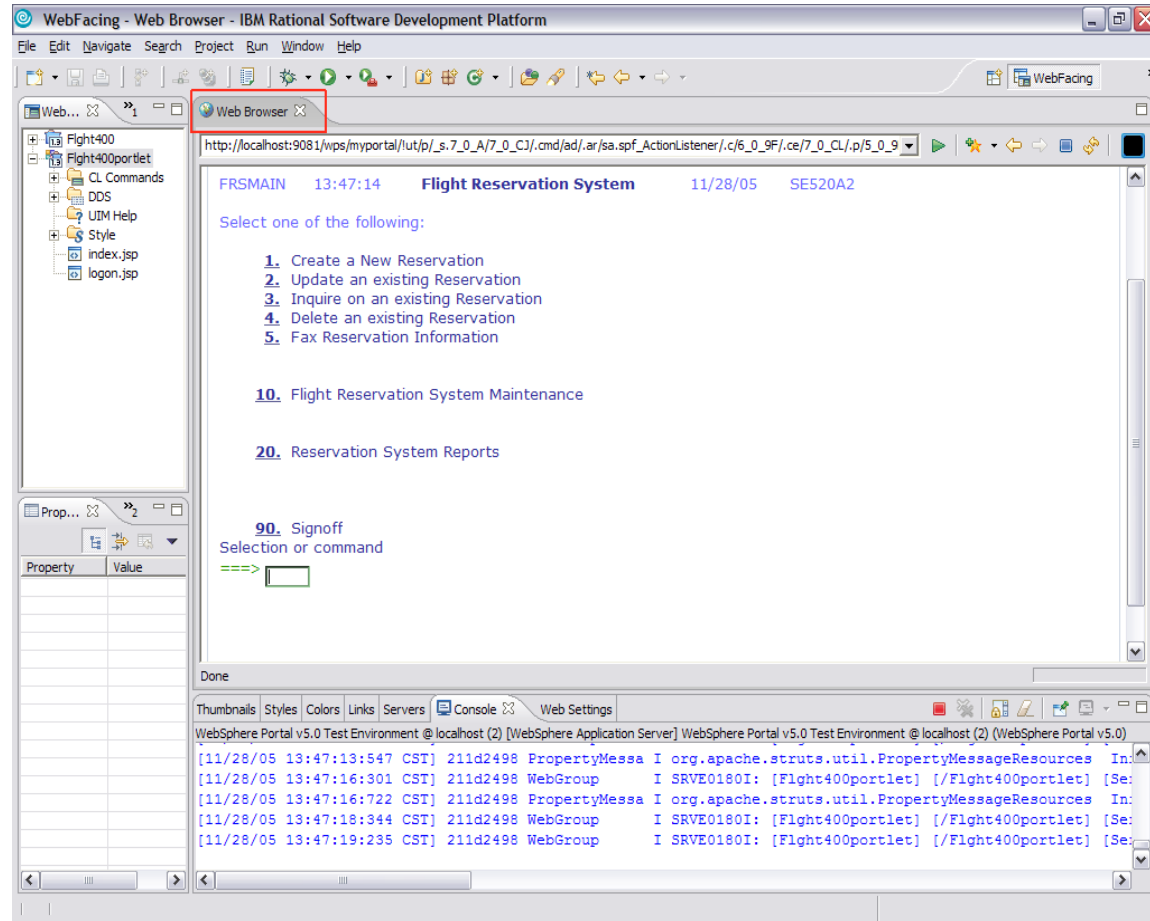 WebFacing - Web Browser - IBM Rational Software Development Platform
File Edit Navigate Search Project Run Window Help
WebFacing
Web... »1
Web Browser
Flght400
Flght400portlet
CL Commands
DDS
UIM Help
Style
index.jsp
logon.jsp
http://localhost:9081/wps/myportal/!ut/p/_s.7_0_A/7_0_CJ/.cmd/ad/.ar/sa.spf_ActionListener/.c/6_0_9F/.ce/7_0_CL/.p/5_0_9
FRSMAIN 13:47:14 Flight Reservation System 11/28/05 SE520A2
Select one of the following:
1. Create a New Reservation
2. Update an existing Reservation
3. Inquire on an existing Reservation
4. Delete an existing Reservation
5. Fax Reservation Information
10. Flight Reservation System Maintenance
20. Reservation System Reports
90. Signoff
Selection or command
===>
Done
Prop... »2
Property Value
Thumbnails Styles Colors Links Servers Console Web Settings
WebSphere Portal v5.0 Test Environment @ localhost (2) [WebSphere Application Server] WebSphere Portal v5.0 Test Environment @ localhost (2) (WebSphere Portal v5.0)
[11/28/05 13:47:13:547 CST] 211d2498 PropertyMessa I org.apache.struts.util.PropertyMessageResources In
[11/28/05 13:47:16:301 CST] 211d2498 WebGroup I SRVE0180I: [Flght400portlet] [/Flght400portlet] [Se
[11/28/05 13:47:16:722 CST] 211d2498 PropertyMessa I org.apache.struts.util.PropertyMessageResources In
[11/28/05 13:47:18:344 CST] 211d2498 WebGroup I SRVE0180I: [Flght400portlet] [/Flght400portlet] [Se
[11/28/05 13:47:19:235 CST] 211d2498 WebGroup I SRVE0180I: [Flght400portlet] [/Flght400portlet] [Se